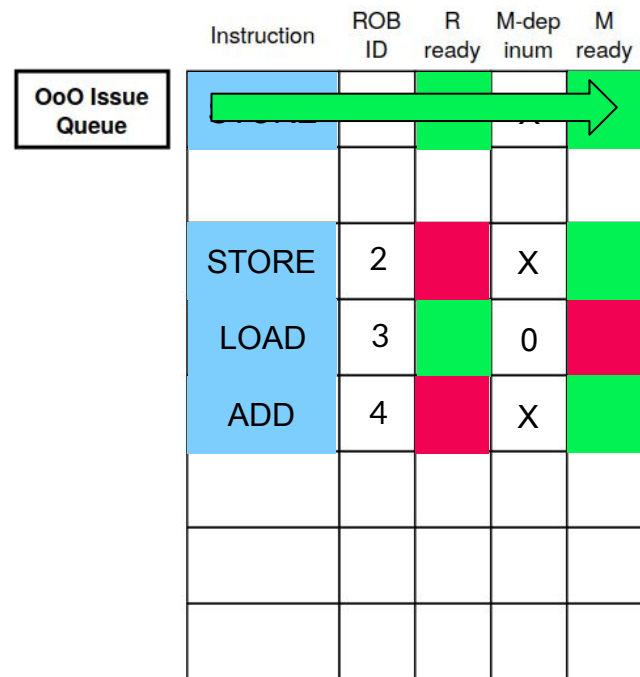 Instruction
ROB ID
R ready
M-dep inum
M ready
OoO Issue
Queue
STORE 2 X
LOAD 3 0
ADD 4 X